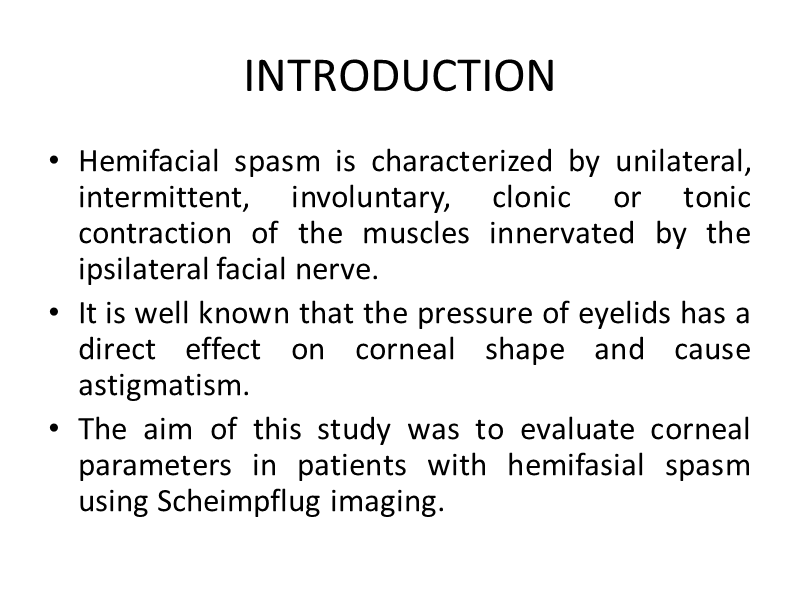 INTRODUCTION
• Hemifacial spasm is characterized by unilateral,
intermittent, involuntary, clonic or tonic
contraction of the muscles innervated by the
ipsilateral facial nerve.
• It is well known that the pressure of eyelids has a
direct effect on corneal shape and cause
astigmatism.
• The aim of this study was to evaluate corneal
parameters in patients with hemifasial spasm
using Scheimpflug imaging.